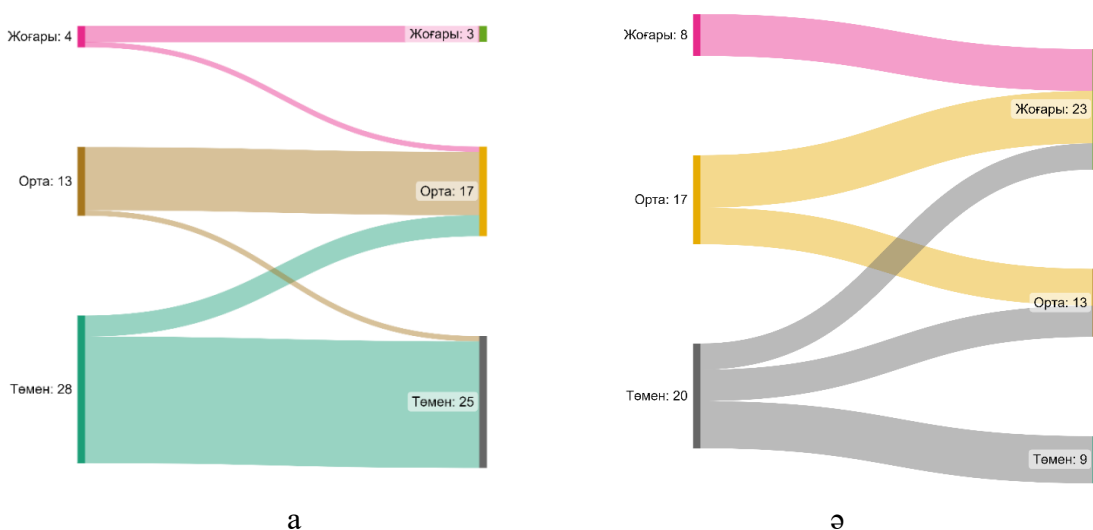 Жоғары: 4
Жоғары: 3
Орта: 13
Орта: 17
Төмен: 28
Төмен: 25
а
Жоғары: 8
Жоғары: 23
Орта: 17
Орта: 13
Төмен: 20
Төмен: 9
ә